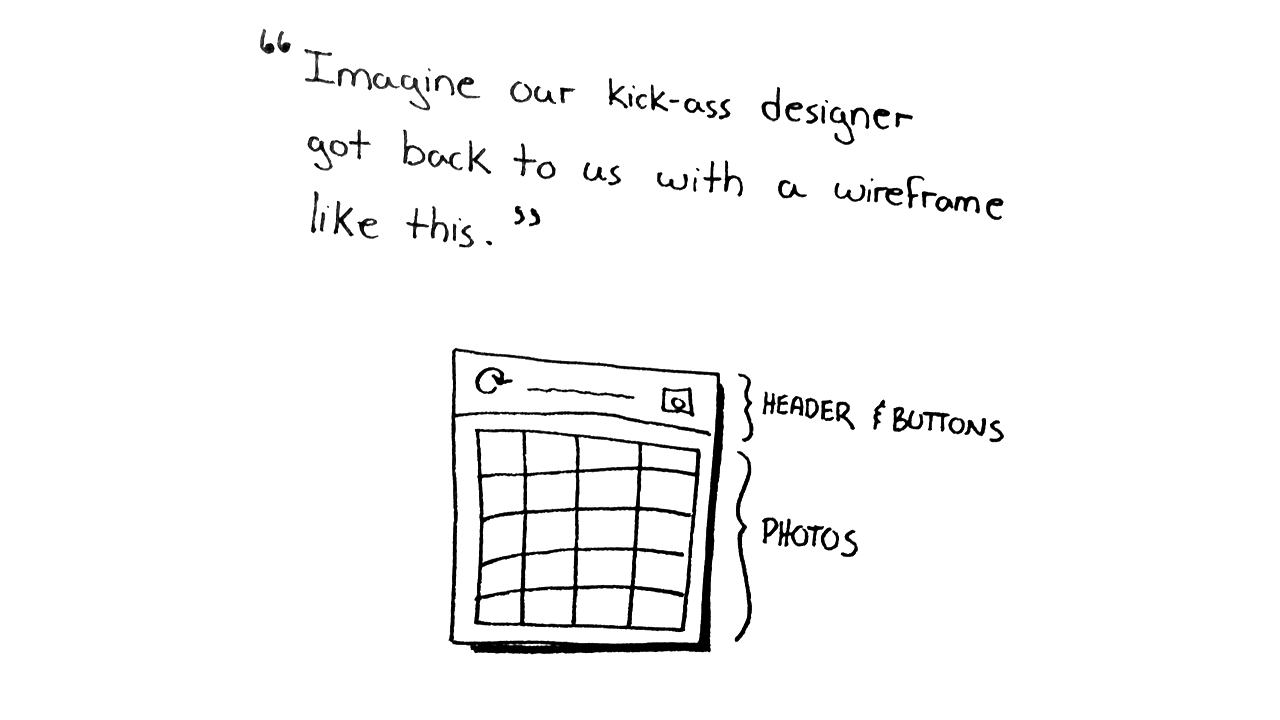 “Imagine our kick-ass designer
got back to us with a wireframe
like this.”
HEADER & BUTTONS
PHOTOS